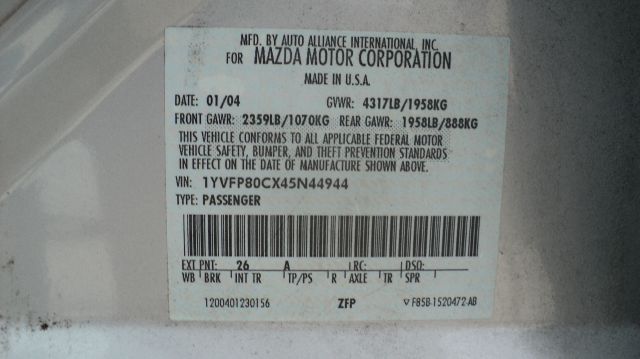 MFD. BY AUTO ALLIANCE INTERNATIONAL, INC.
FOR MAZDA MOTOR CORPORATION
MADE IN U.S.A.
DATE: 01/04 GVWR: 4317LB/1958KG
FRONT GAWR: 2359LB/1070KG REAR GAWR: 1958LB/888KG
THIS VEHICLE CONFORMS TO ALL APPLICABLE FEDERAL MOTOR
VEHICLE SAFETY, BUMPER, AND THEFT PREVENTION STANDARDS
IN EFFECT ON THE DATE OF MANUFACTURE SHOWN ABOVE.
VIN: 1YVFP80CX45N44944
TYPE: PASSENGER
EXT PNT: 26 A RC: DSO:
WB BRK INT TR TP/PS R AXLE TR SPR
1200401230156 ZFP F85B-1520472-AB